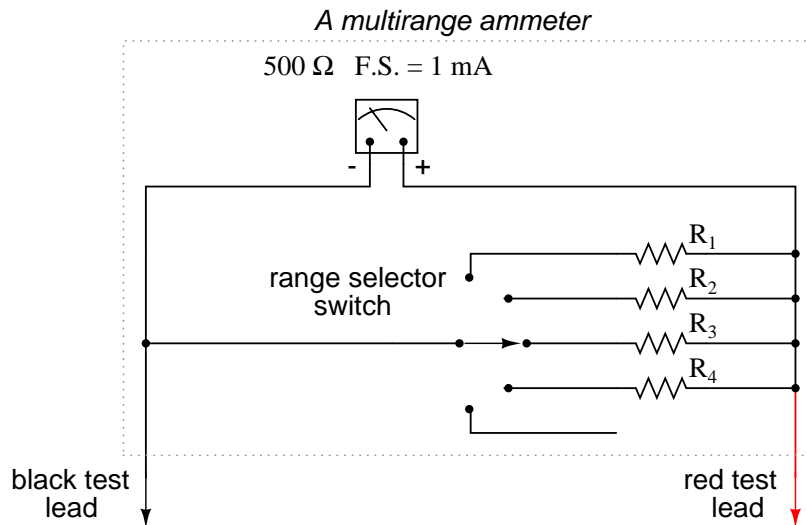 A multirange ammeter
500 Ω F.S. = 1 mA
- +
R1
range selector
switch
R2
R3
R4
black test
lead
red test
lead